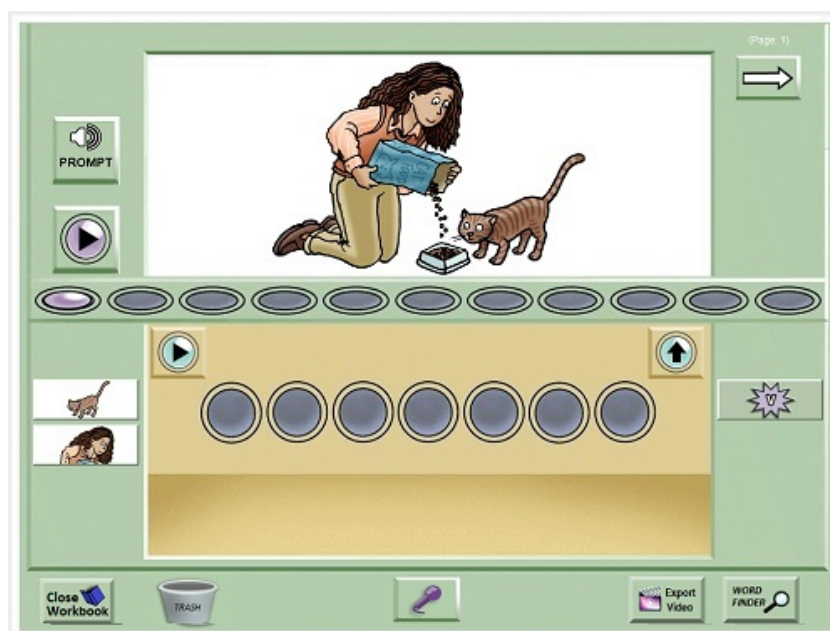 (Page: 1)
PROMPT
V
Close
Workbook
TRASH
Export
Video
WORD
FINDER